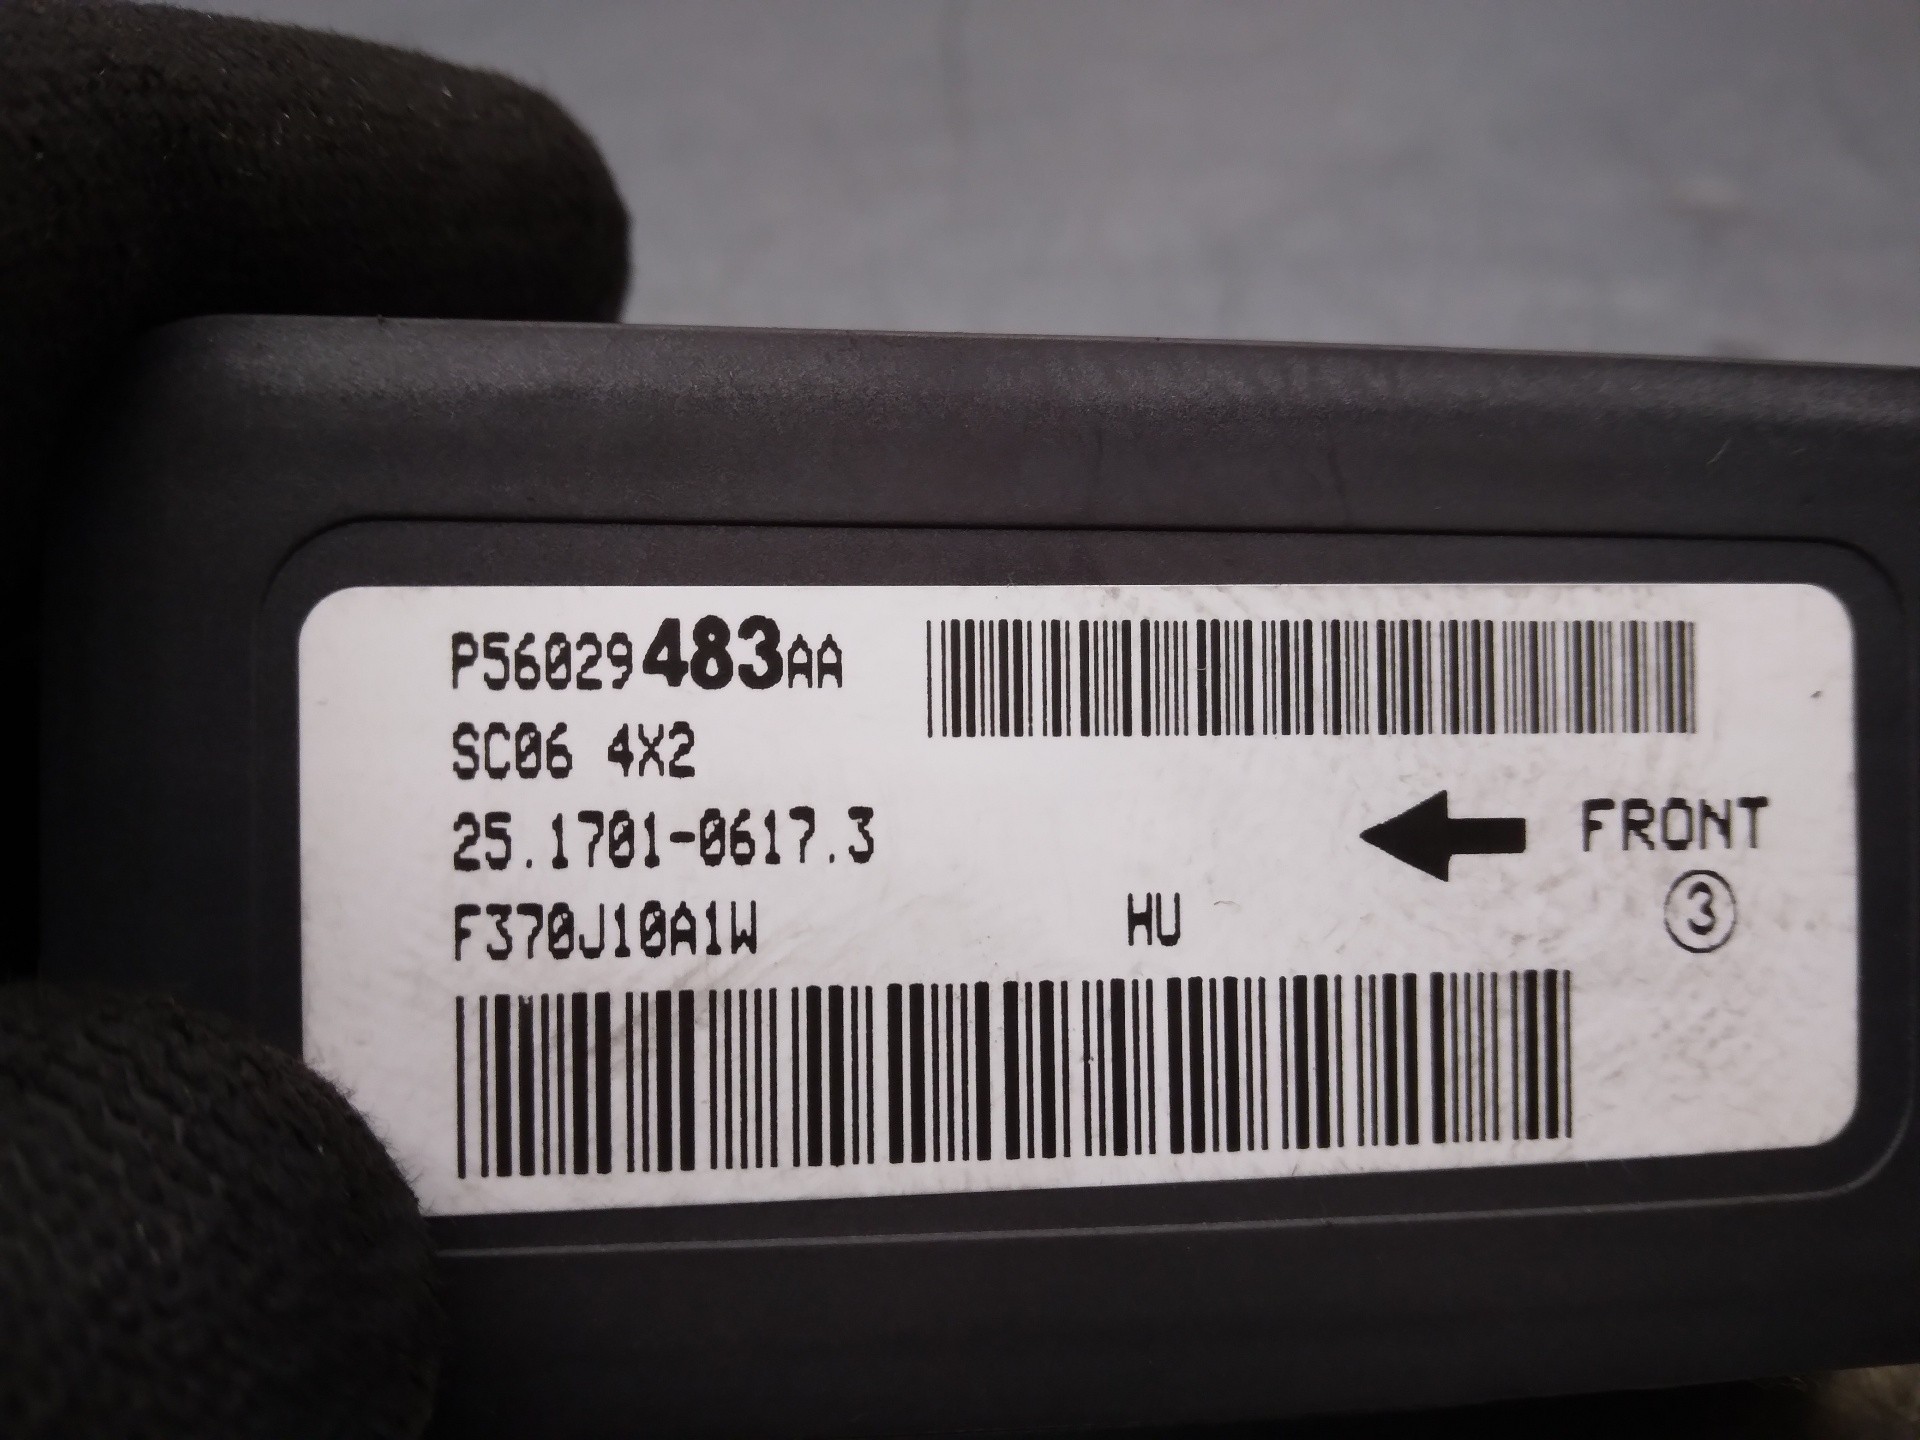 P56029483AA
SC06 4X2
25.1701-0617.3
FRONT
F370J10A1W HU
3